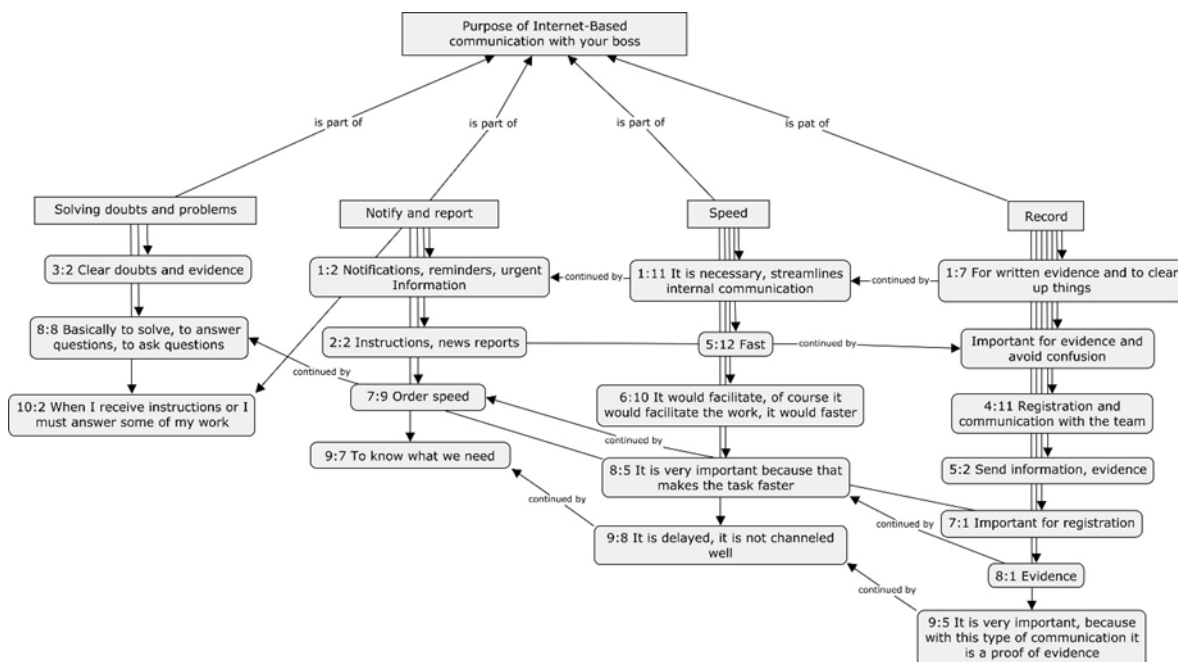 Purpose of Internet-Based
communication with your boss
is part of
is part of
is part of
is pat of
Solving doubts and problems
Notify and report
Speed
Record
3:2 Clear doubts and evidence
1:2 Notifications, reminders, urgent
Information
continued by
1:11 It is necessary, streamlines
internal communication
continued by
1:7 For written evidence and to clear
up things
8:8 Basically to solve, to answer
questions, to ask questions
2:2 Instructions, news reports
5:12 Fast
continued by
Important for evidence and
avoid confusion
continued by
10:2 When I receive instructions or I
must answer some of my work
7:9 Order speed
6:10 It would facilitate, of course it
would facilitate the work, it would faster
4:11 Registration and
communication with the team
continued by
9:7 To know what we need
8:5 It is very important because that
makes the task faster
5:2 Send information, evidence
continued by
7:1 Important for registration
continued by
9:8 It is delayed, it is not channeled
well
8:1 Evidence
continued by
9:5 It is very important, because
with this type of communication it
is a proof of evidence